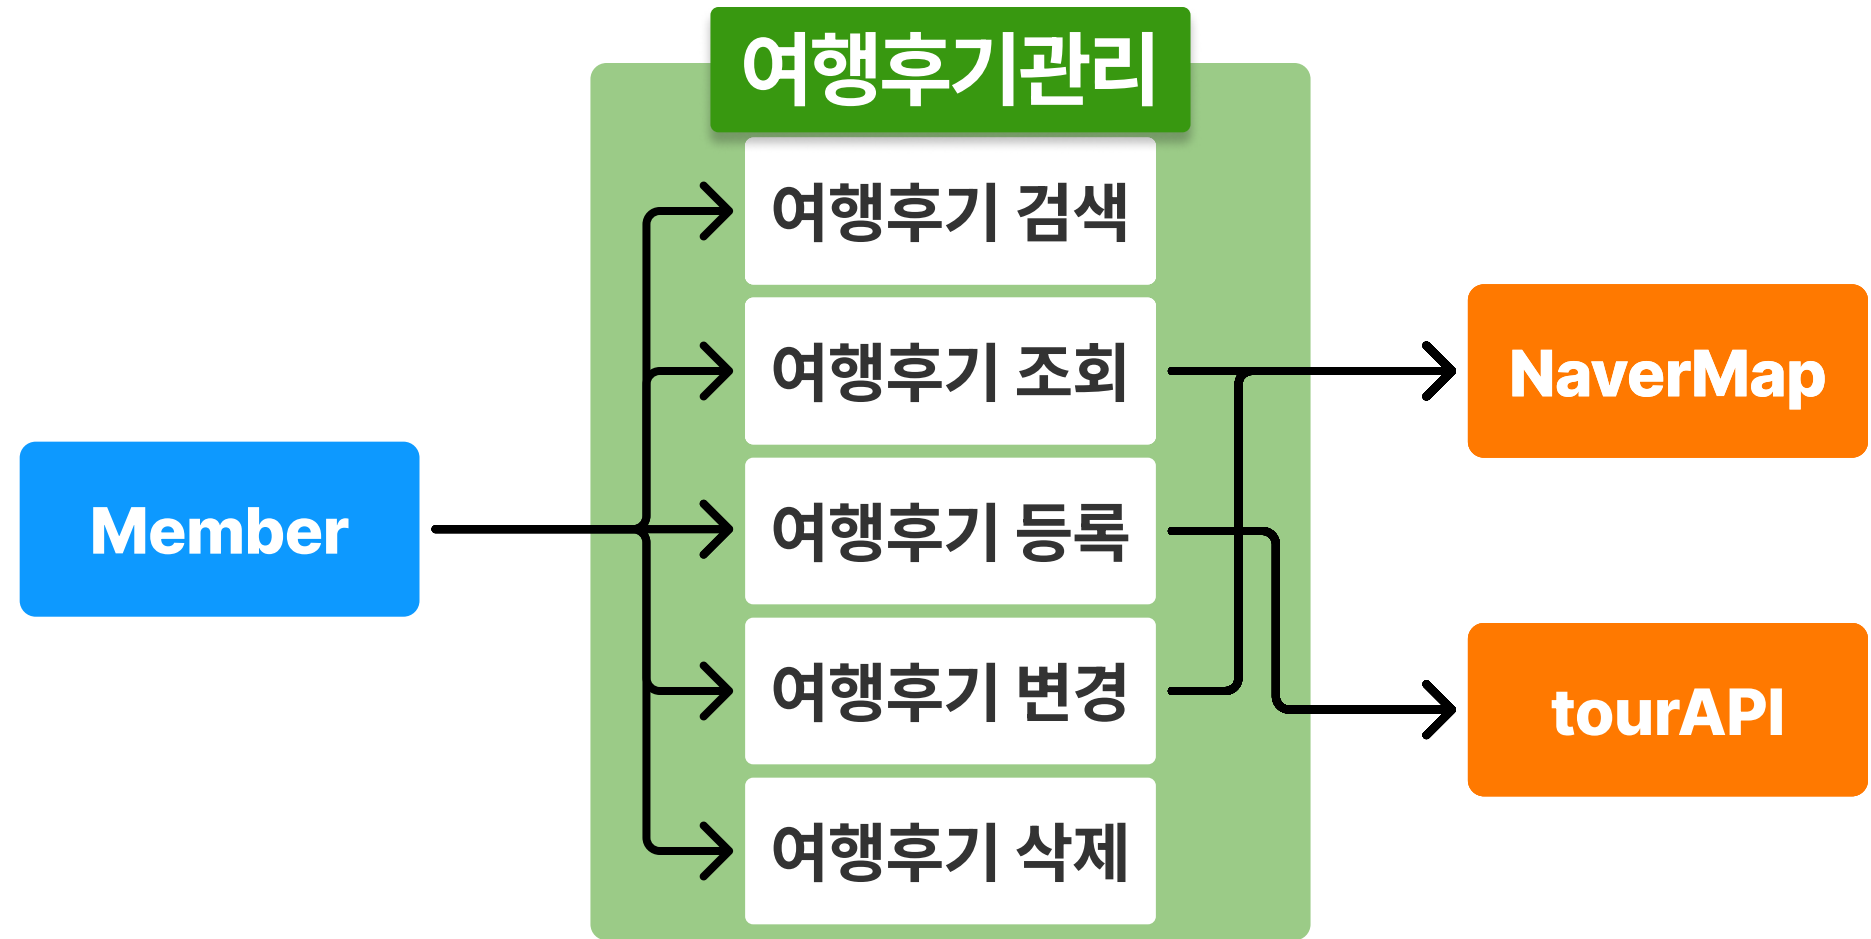 여행후기관리
여행후기 검색
여행후기 조회
여행후기 등록
여행후기 변경
여행후기 삭제
Member
NaverMap
tourAPI